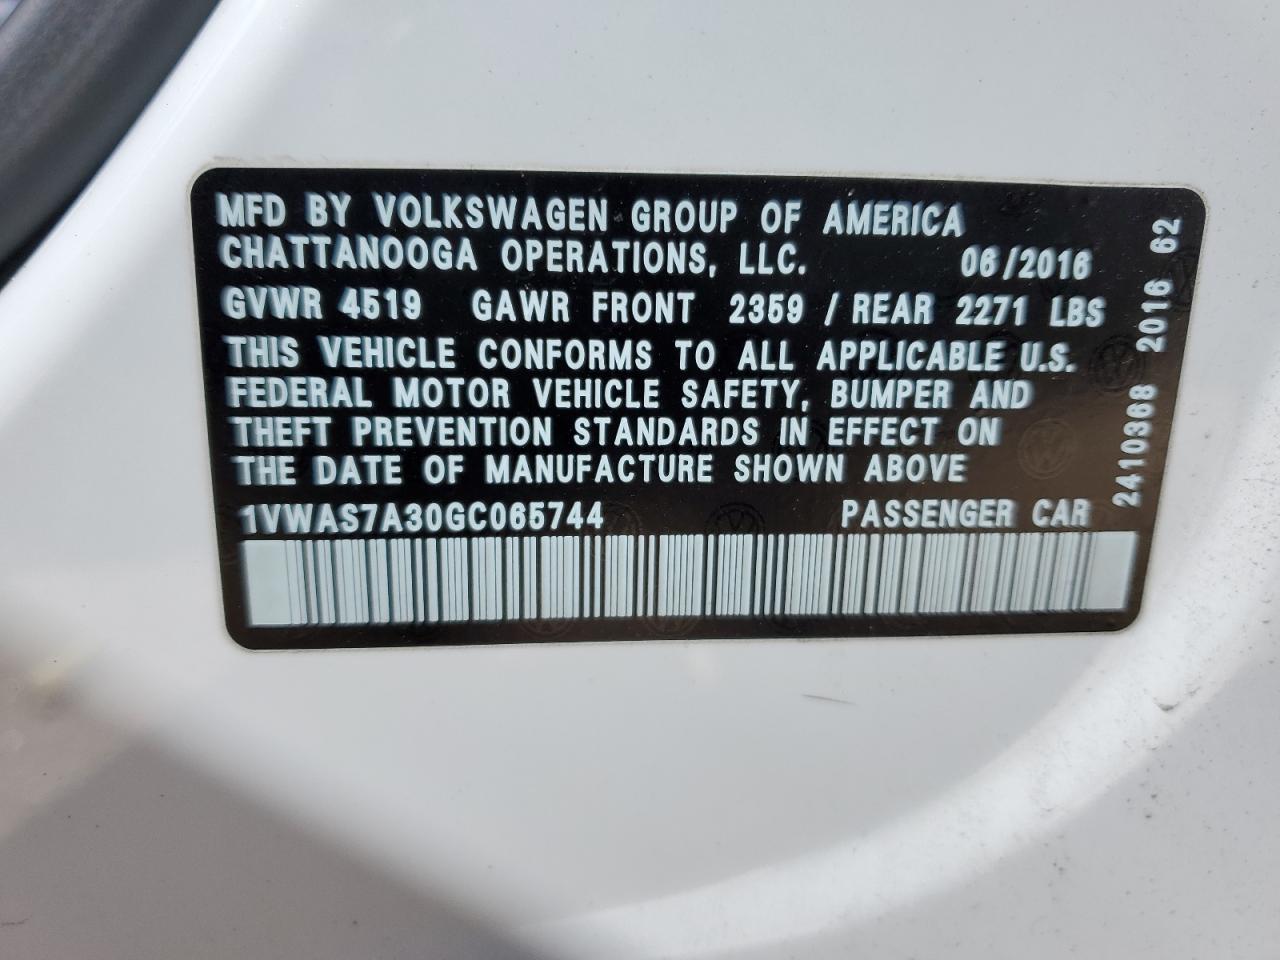 MFD BY VOLKSWAGEN GROUP OF AMERICA
CHATTANOOGA OPERATIONS, LLC. 06/2016
GVWR 4519 GAWR FRONT 2359 / REAR 2271 LBS
THIS VEHICLE CONFORMS TO ALL APPLICABLE U.S.
FEDERAL MOTOR VEHICLE SAFETY, BUMPER AND
THEFT PREVENTION STANDARDS IN EFFECT ON
THE DATE OF MANUFACTURE SHOWN ABOVE
1VWAS7A30GC065744 PASSENGER CAR
2410368 2016 62